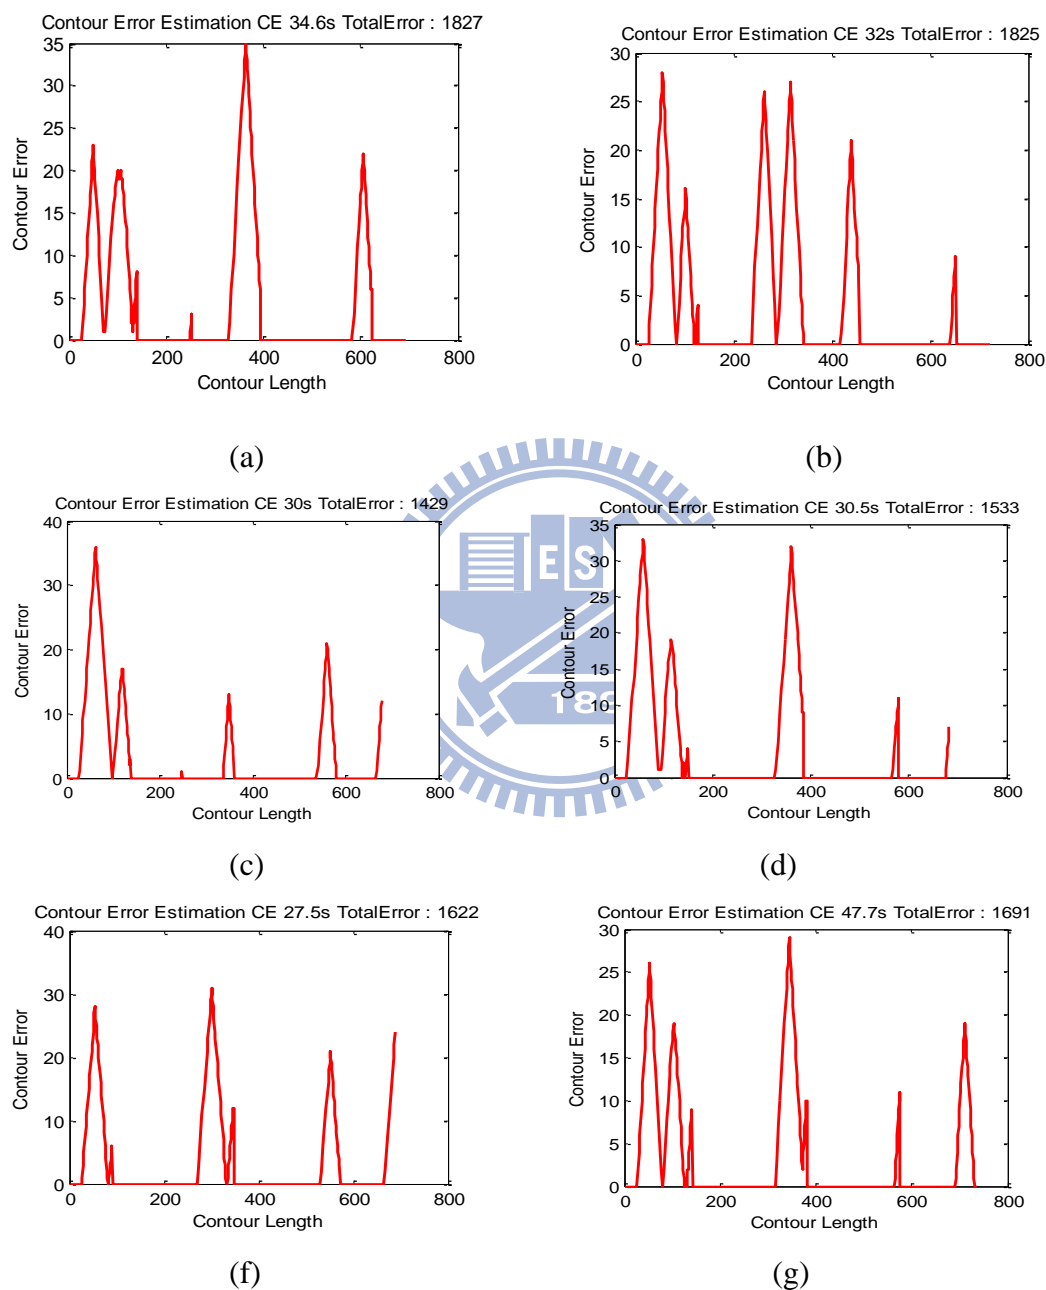 Contour Error Estimation CE 34.6s TotalError : 1827
35
30
25
20
15
10
5
0
Contour Error
0 200 400 600 800
Contour Length
(a)
Contour Error Estimation CE 32s TotalError : 1825
30
25
20
15
10
5
0
Contour Error
0 200 400 600 800
Contour Length
(b)
Contour Error Estimation CE 30s TotalError : 1429
40
30
20
10
0
Contour Error
0 200 400 600 800
Contour Length
(c)
Contour Error Estimation CE 30.5s TotalError : 1533
35
30
25
20
15
10
5
0
Contour Error
0 200 400 600 800
Contour Length
(d)
ES
189
Contour Error Estimation CE 27.5s TotalError : 1622
40
30
20
10
0
Contour Error
0 200 400 600 800
Contour Length
(f)
Contour Error Estimation CE 47.7s TotalError : 1691
30
25
20
15
10
5
0
Contour Error
0 200 400 600 800
Contour Length
(g)